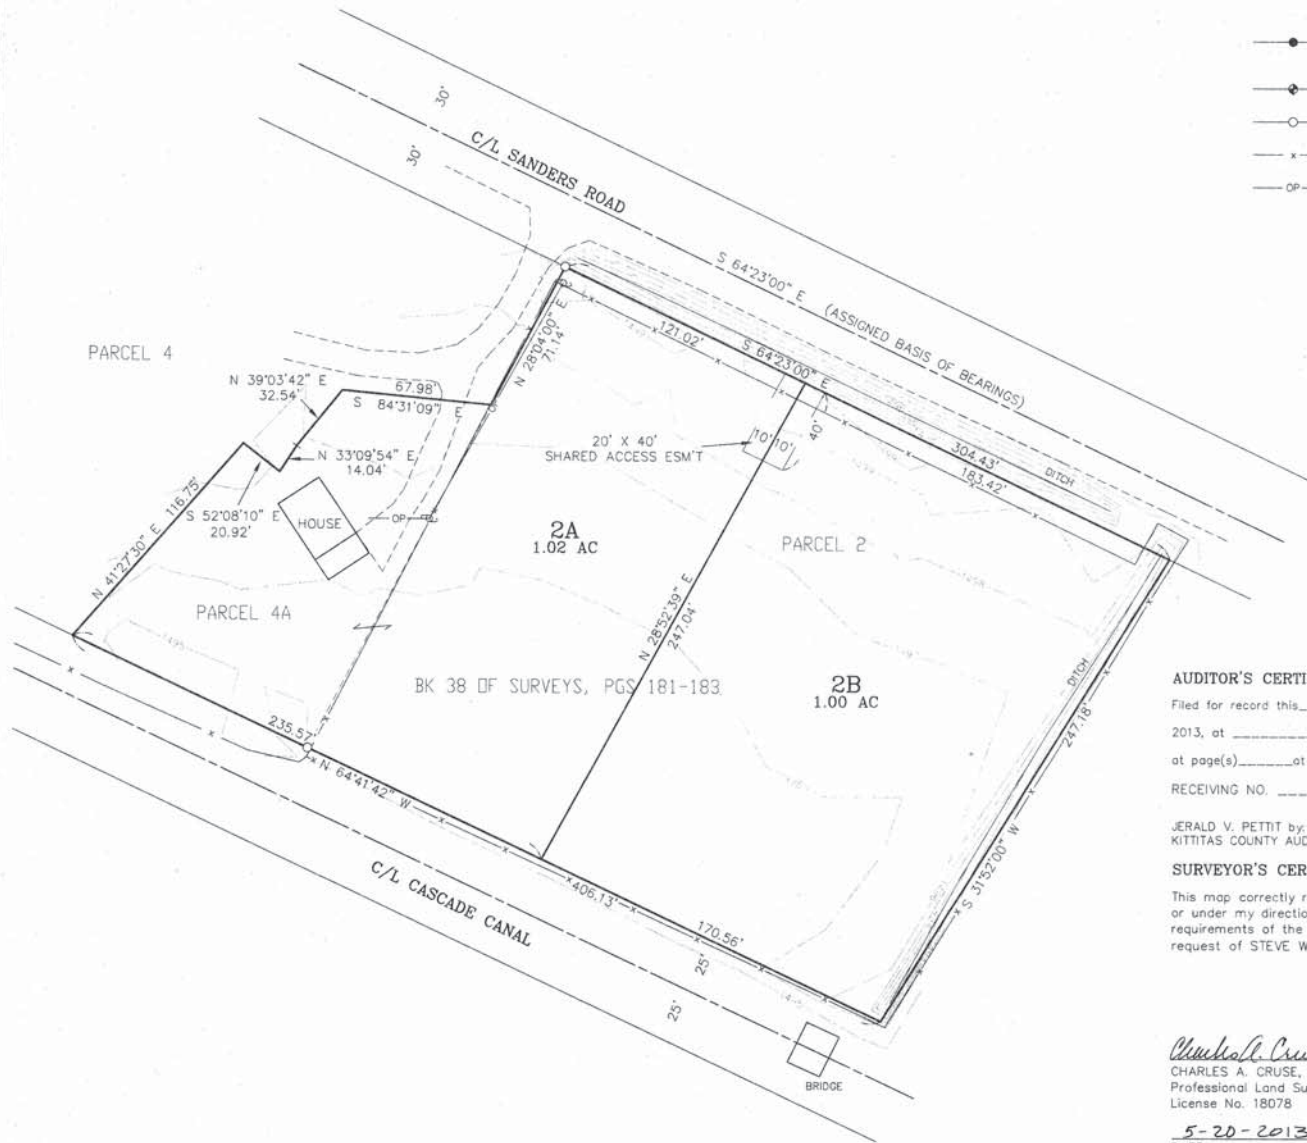 30'
30'
C/L SANDERS ROAD
S 64°23'00" E (ASSIGNED BASIS OF BEARINGS)
OP
N 28°04'00" E
71.14'
121.02'
S 64°23'00" E
PARCEL 4
N 39°03'42" E
32.54'
67.98'
S 84°31'09" E
N 33°09'54" E
14.04'
20' X 40'
SHARED ACCESS ESM'T
10'
10'
40'
304.43'
183.42'
DITCH
N 41°27'30" E 116.75'
S 52°08'10" E
20.92'
HOUSE
OP
2A
1.02 AC
PARCEL 2
PARCEL 4A
1495
N 28°52'39" E
247.04'
BK 38 OF SURVEYS, PGS 181-183
2B
1.00 AC
DITCH
247.18'
S 31°52'00" W
235.57'
N 64°41'42" W
406.13'
170.56'
C/L CASCADE CANAL
25'
25'
BRIDGE
AUDITOR'S CERTI
Filed for record this
2013, at
at page(s) at
RECEIVING NO.
JERALD V. PETTIT by:
KITTITAS COUNTY AUD
SURVEYOR'S CER
This map correctly r
or under my directio
requirements of the
request of STEVE W
Charles A. Cru
CHARLES A. CRUSE,
Professional Land Su
License No. 18078
5-20-2013